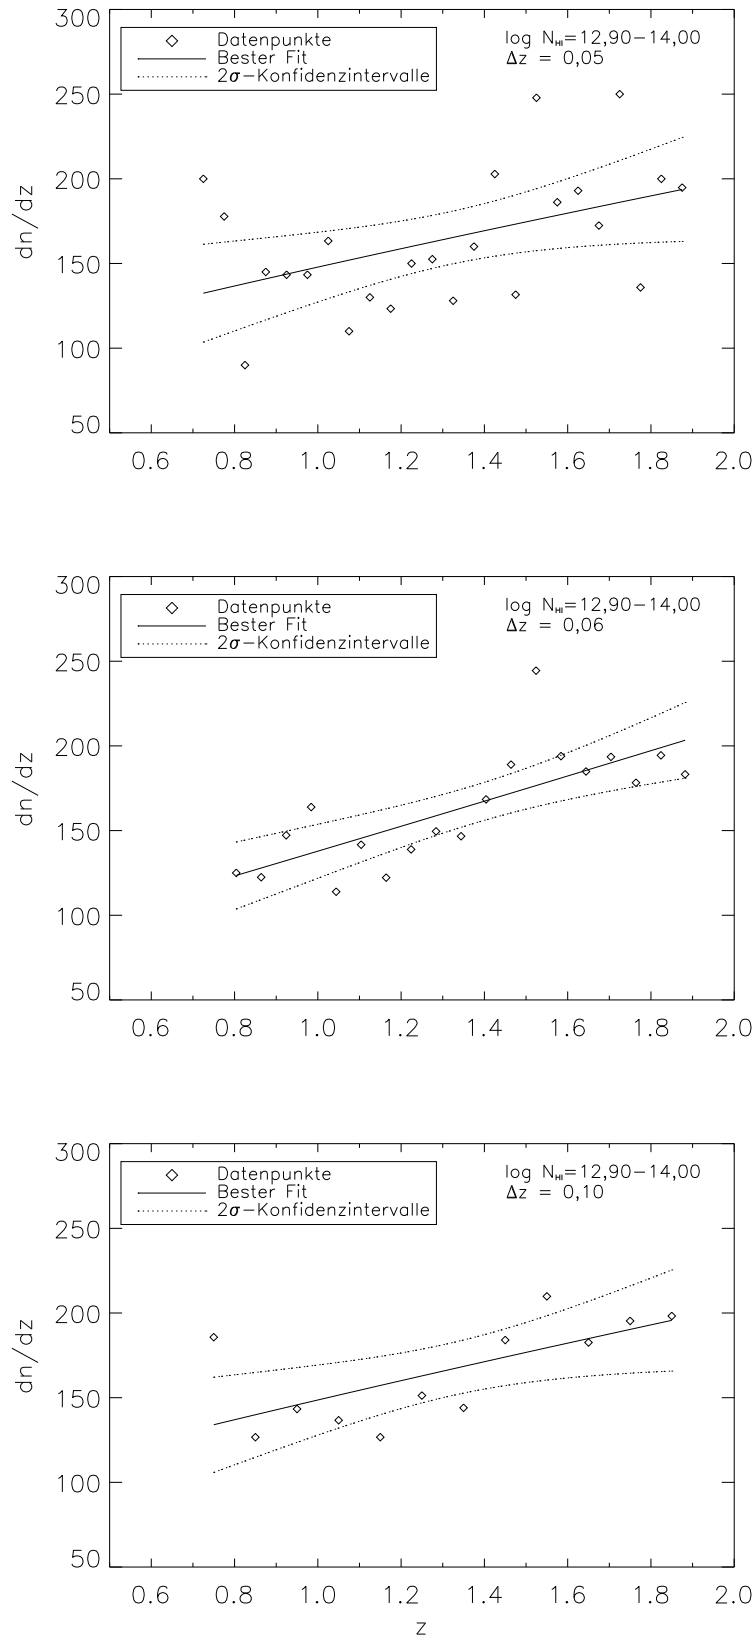 300
250
200
150
100
50
dn/dz
Datenpunkte
Bester Fit
2σ−Konfidenzintervalle
log N_HI=12,90−14,00
Δz = 0,05
0.6 0.8 1.0 1.2 1.4 1.6 1.8 2.0
300
250
200
150
100
50
dn/dz
Datenpunkte
Bester Fit
2σ−Konfidenzintervalle
log N_HI=12,90−14,00
Δz = 0,06
0.6 0.8 1.0 1.2 1.4 1.6 1.8 2.0
300
250
200
150
100
50
dn/dz
Datenpunkte
Bester Fit
2σ−Konfidenzintervalle
log N_HI=12,90−14,00
Δz = 0,10
0.6 0.8 1.0 1.2 1.4 1.6 1.8 2.0
z